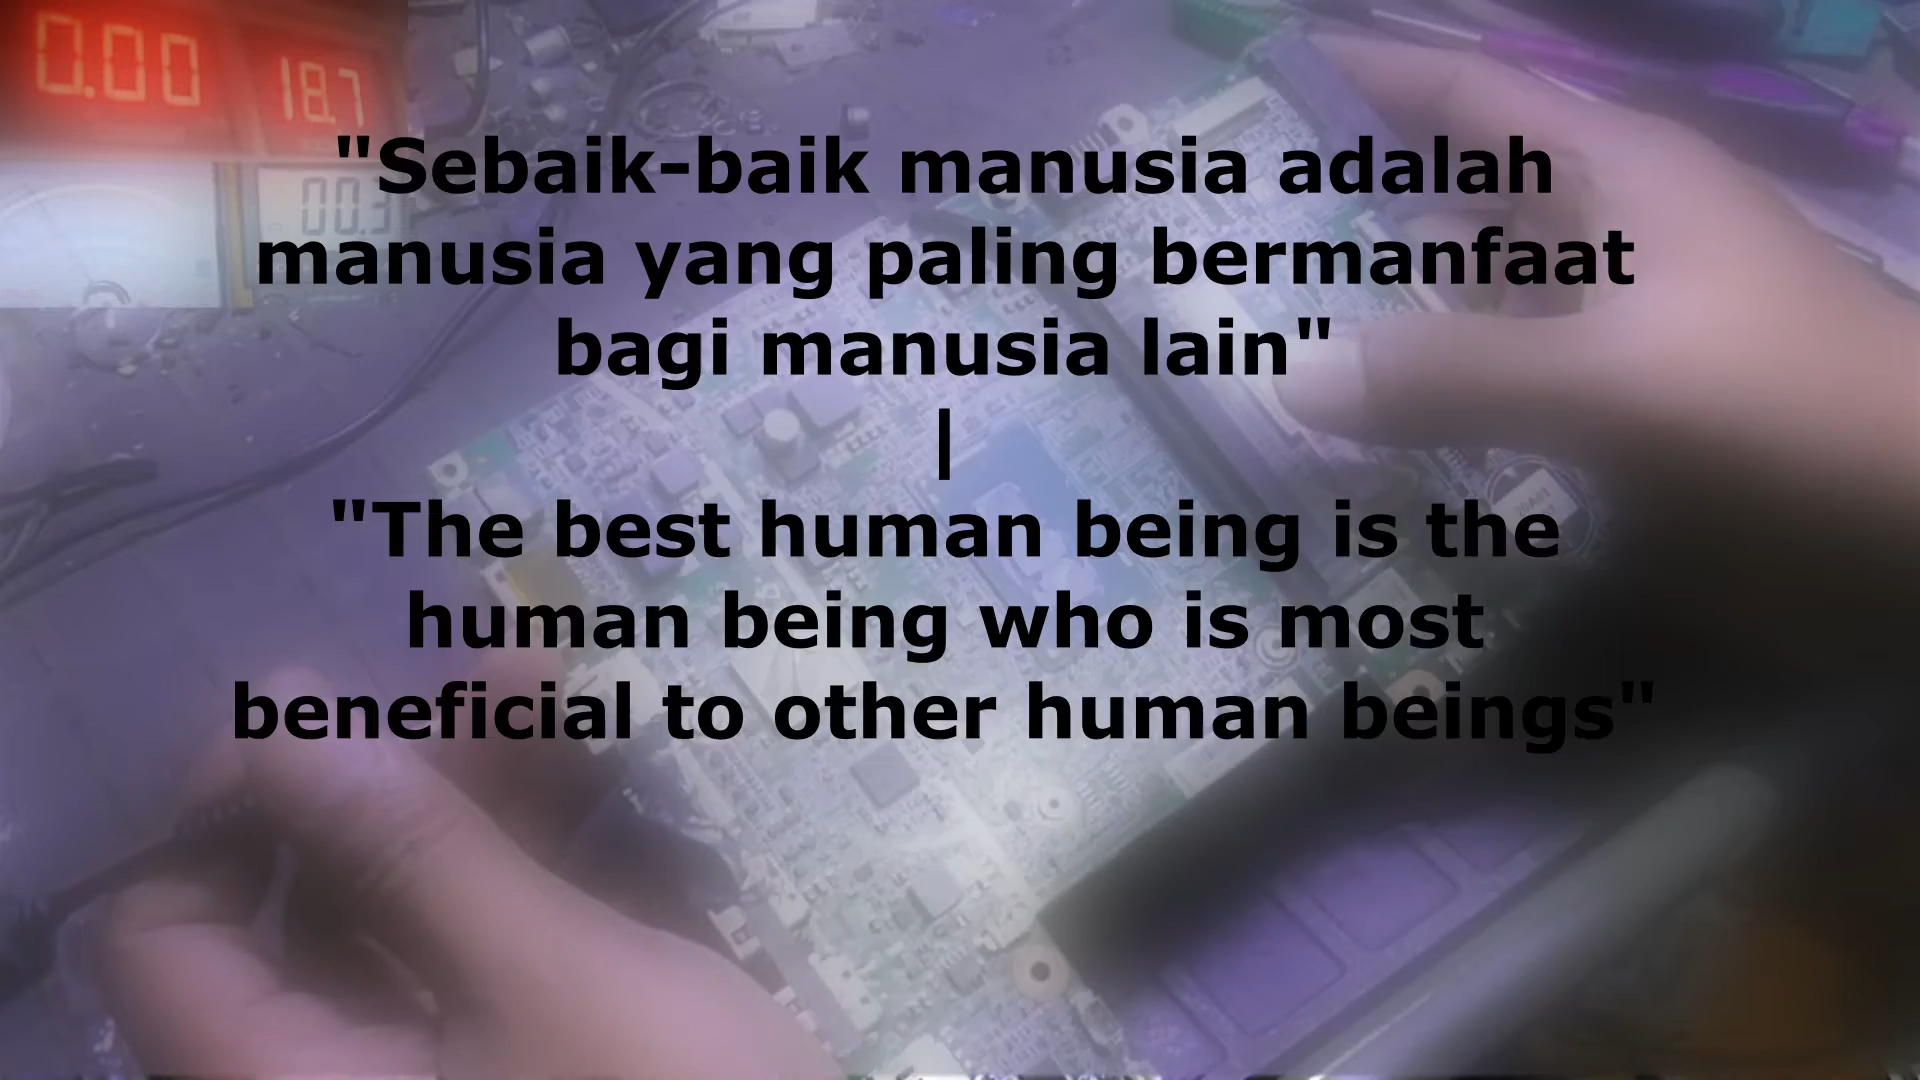 0.00
18.7
00.3
"Sebaik-baik manusia adalah
manusia yang paling bermanfaat
bagi manusia lain"
|
"The best human being is the
human being who is most
beneficial to other human beings"